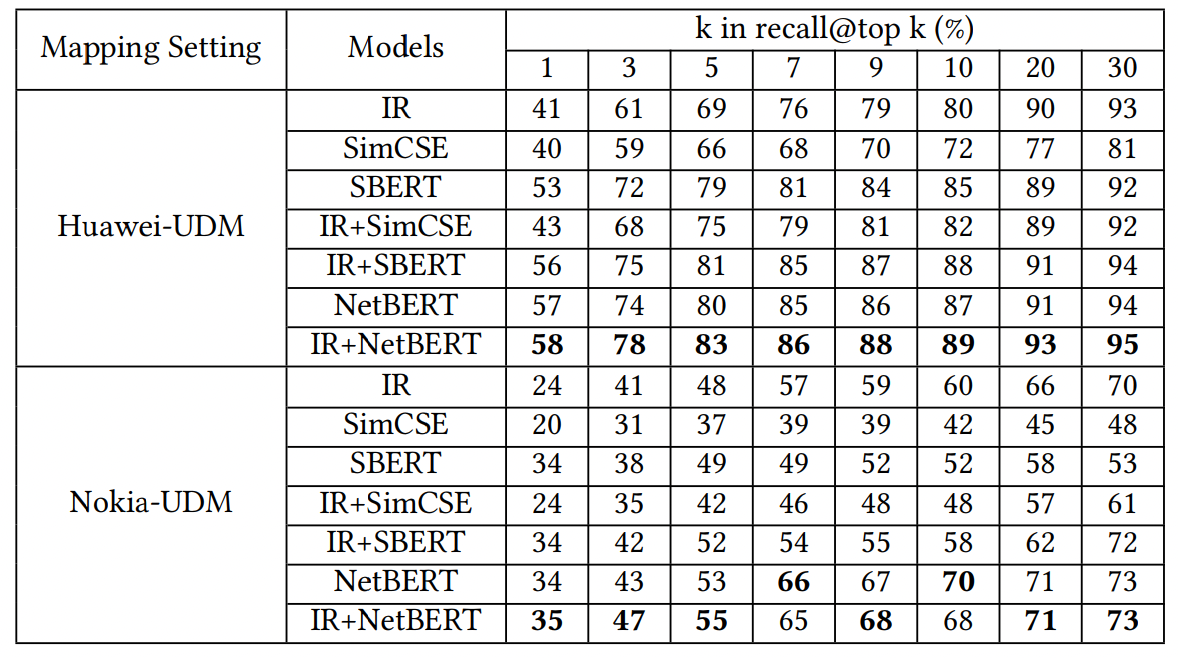 Mapping Setting Models k in recall@top k (%)
1 3 5 7 9 10 20 30
Huawei-UDM
IR 41 61 69 76 79 80 90 93
SimCSE 40 59 66 68 70 72 77 81
SBERT 53 72 79 81 84 85 89 92
IR+SimCSE 43 68 75 79 81 82 89 92
IR+SBERT 56 75 81 85 87 88 91 94
NetBERT 57 74 80 85 86 87 91 94
IR+NetBERT 58 78 83 86 88 89 93 95
Nokia-UDM
IR 24 41 48 57 59 60 66 70
SimCSE 20 31 37 39 39 42 45 48
SBERT 34 38 49 49 52 52 58 53
IR+SimCSE 24 35 42 46 48 48 57 61
IR+SBERT 34 42 52 54 55 58 62 72
NetBERT 34 43 53 66 67 70 71 73
IR+NetBERT 35 47 55 65 68 68 71 73